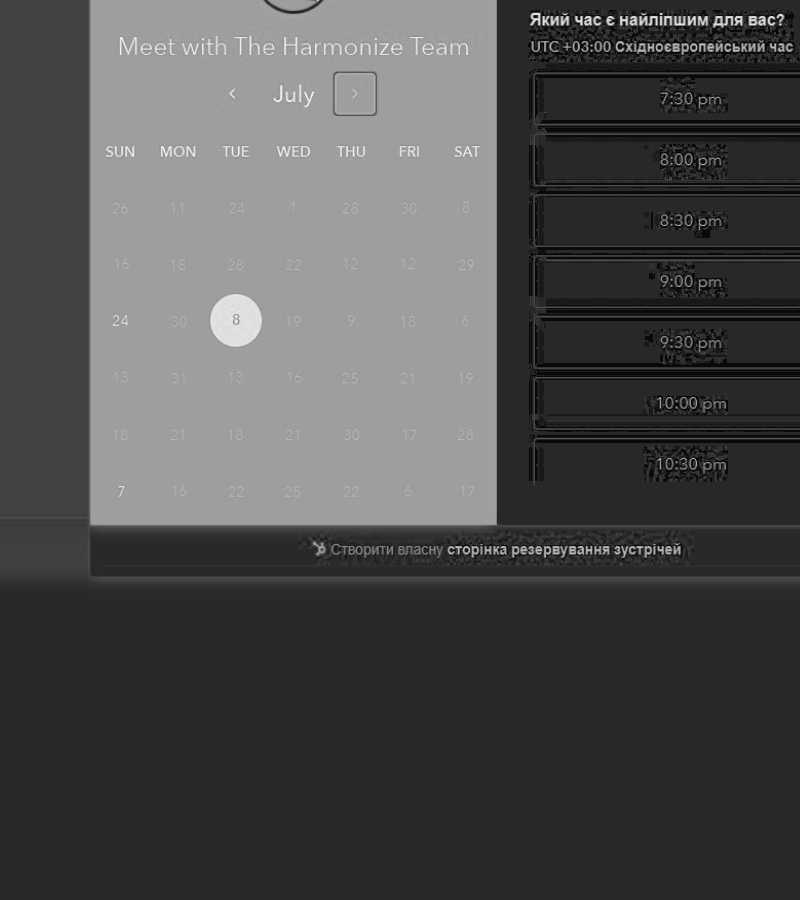 Meet with The Harmonize Team
July
SUN MON TUE WED THU FRI SAT
26 11 24 1 28 30 8
16 18 28 22 12 12 29
24 30 8 19 9 18 6
13 31 13 16 25 21 19
18 21 18 21 30 17 28
7 16 22 25 22 6 17
Який час є найліпшим для вас?
UTC +03:00 Східноєвропейський час
7:30 pm
8:00 pm
8:30 pm
9:00 pm
9:30 pm
10:00 pm
10:30 pm
Створити власну сторінка резервування зустрічей